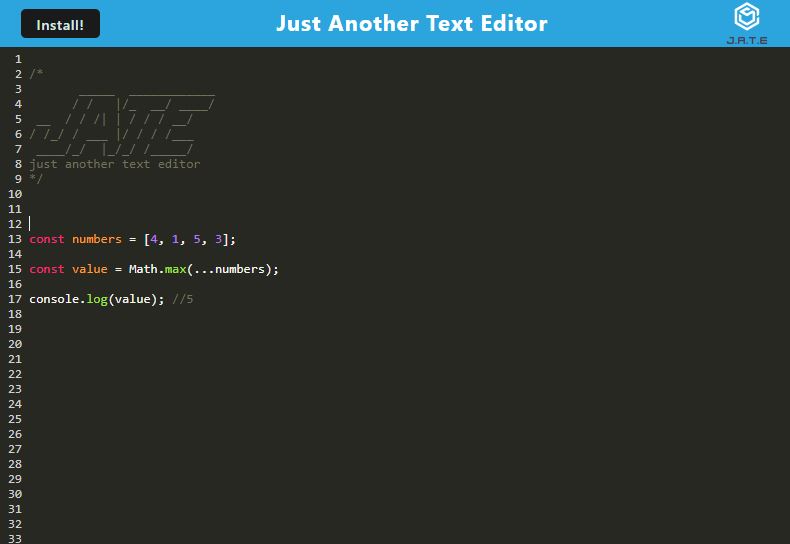 Install!
Just Another Text Editor
J.A.T.E
1
2 /*
3        _____  ____________
4       / /   |/_  __/ ____/
5  __  / / /| | / / / __/
6 / /_/ / ___ |/ / / /___
7  ____/_/  |_/_/ /_____/
8 just another text editor
9 */
10
11
12
13 const numbers = [4, 1, 5, 3];
14
15 const value = Math.max(...numbers);
16
17 console.log(value); //5
18
19
20
21
22
23
24
25
26
27
28
29
30
31
32
33